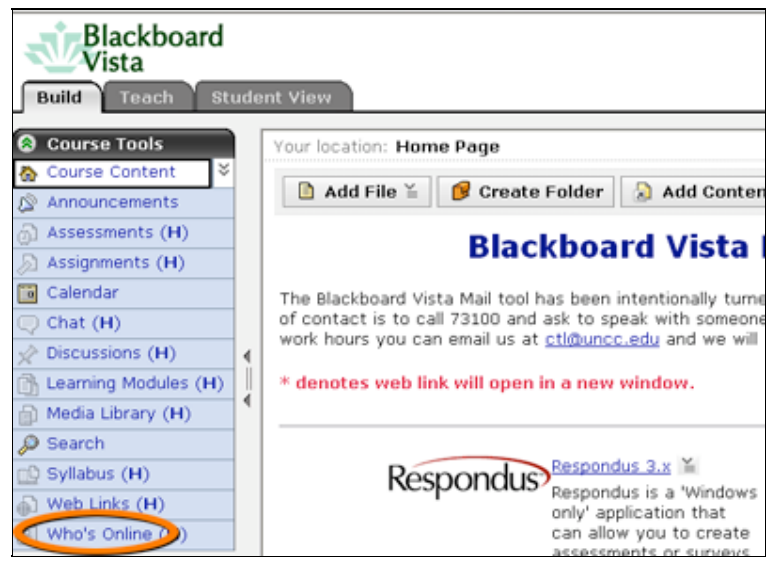 Blackboard
Vista
Build Teach Student View
Course Tools
Course Content
Announcements
Assessments (H)
Assignments (H)
Calendar
Chat (H)
Discussions (H)
Learning Modules (H)
Media Library (H)
Search
Syllabus (H)
Web Links (H)
Who's Online
Your location: Home Page
Add File Create Folder Add Conten
Blackboard Vista
The Blackboard Vista Mail tool has been intentionally turne
of contact is to call 73100 and ask to speak with someone
work hours you can email us at ctl@uncc.edu and we will
* denotes web link will open in a new window.
Respondus
Respondus 3.x
Respondus is a 'Windows
only' application that
can allow you to create
assessments or surveys